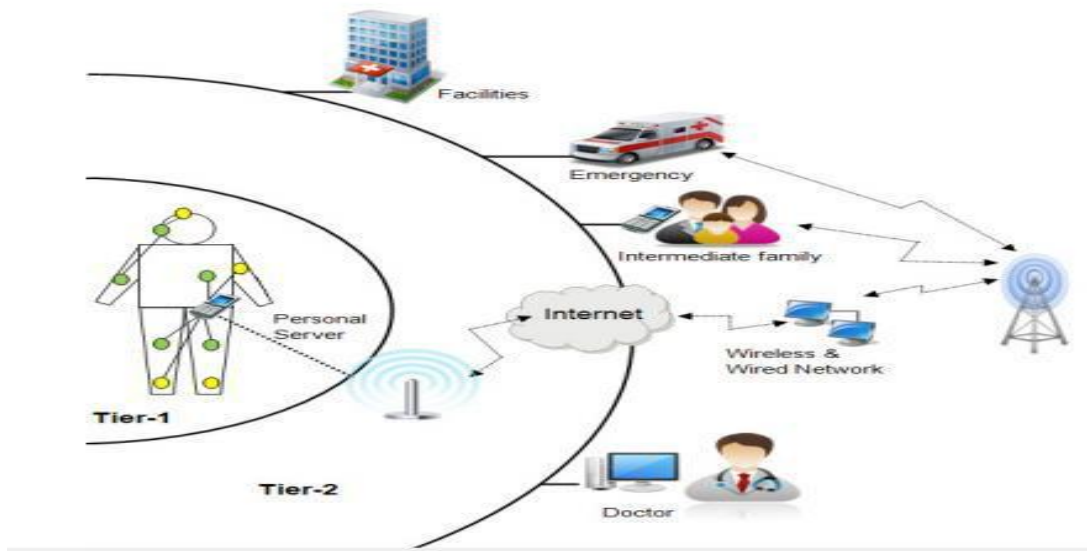 Facilities
Emergency
Intermediate family
Internet
Personal
Server
Wireless &
Wired Network
Tier-1
Tier-2
Doctor